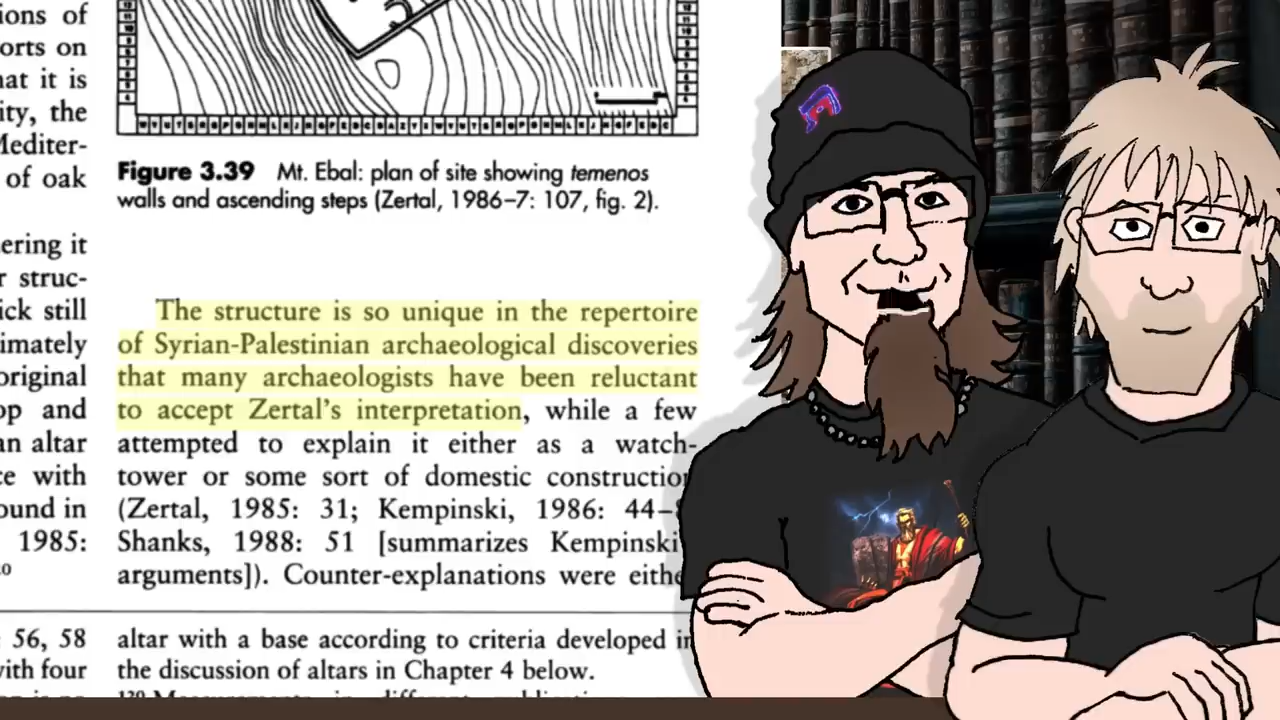 ions of
orts on
hat it is
ity, the
Mediter-
of oak
ering it
r struc-
ick still
imately
original
op and
an altar
ce with
ound in
1985:
56, 58
with four
Figure 3.39 Mt. Ebal: plan of site showing temenos
walls and ascending steps (Zertal, 1986–7: 107, fig. 2).
The structure is so unique in the repertoire
of Syrian-Palestinian archaeological discoveries
that many archaeologists have been reluctant
to accept Zertal's interpretation, while a few
attempted to explain it either as a watch-
tower or some sort of domestic construction
(Zertal, 1985: 31; Kempinski, 1986: 44–
Shanks, 1988: 51 [summarizes Kempinski'
arguments]). Counter-explanations were eithe
altar with a base according to criteria developed in
the discussion of altars in Chapter 4 below.